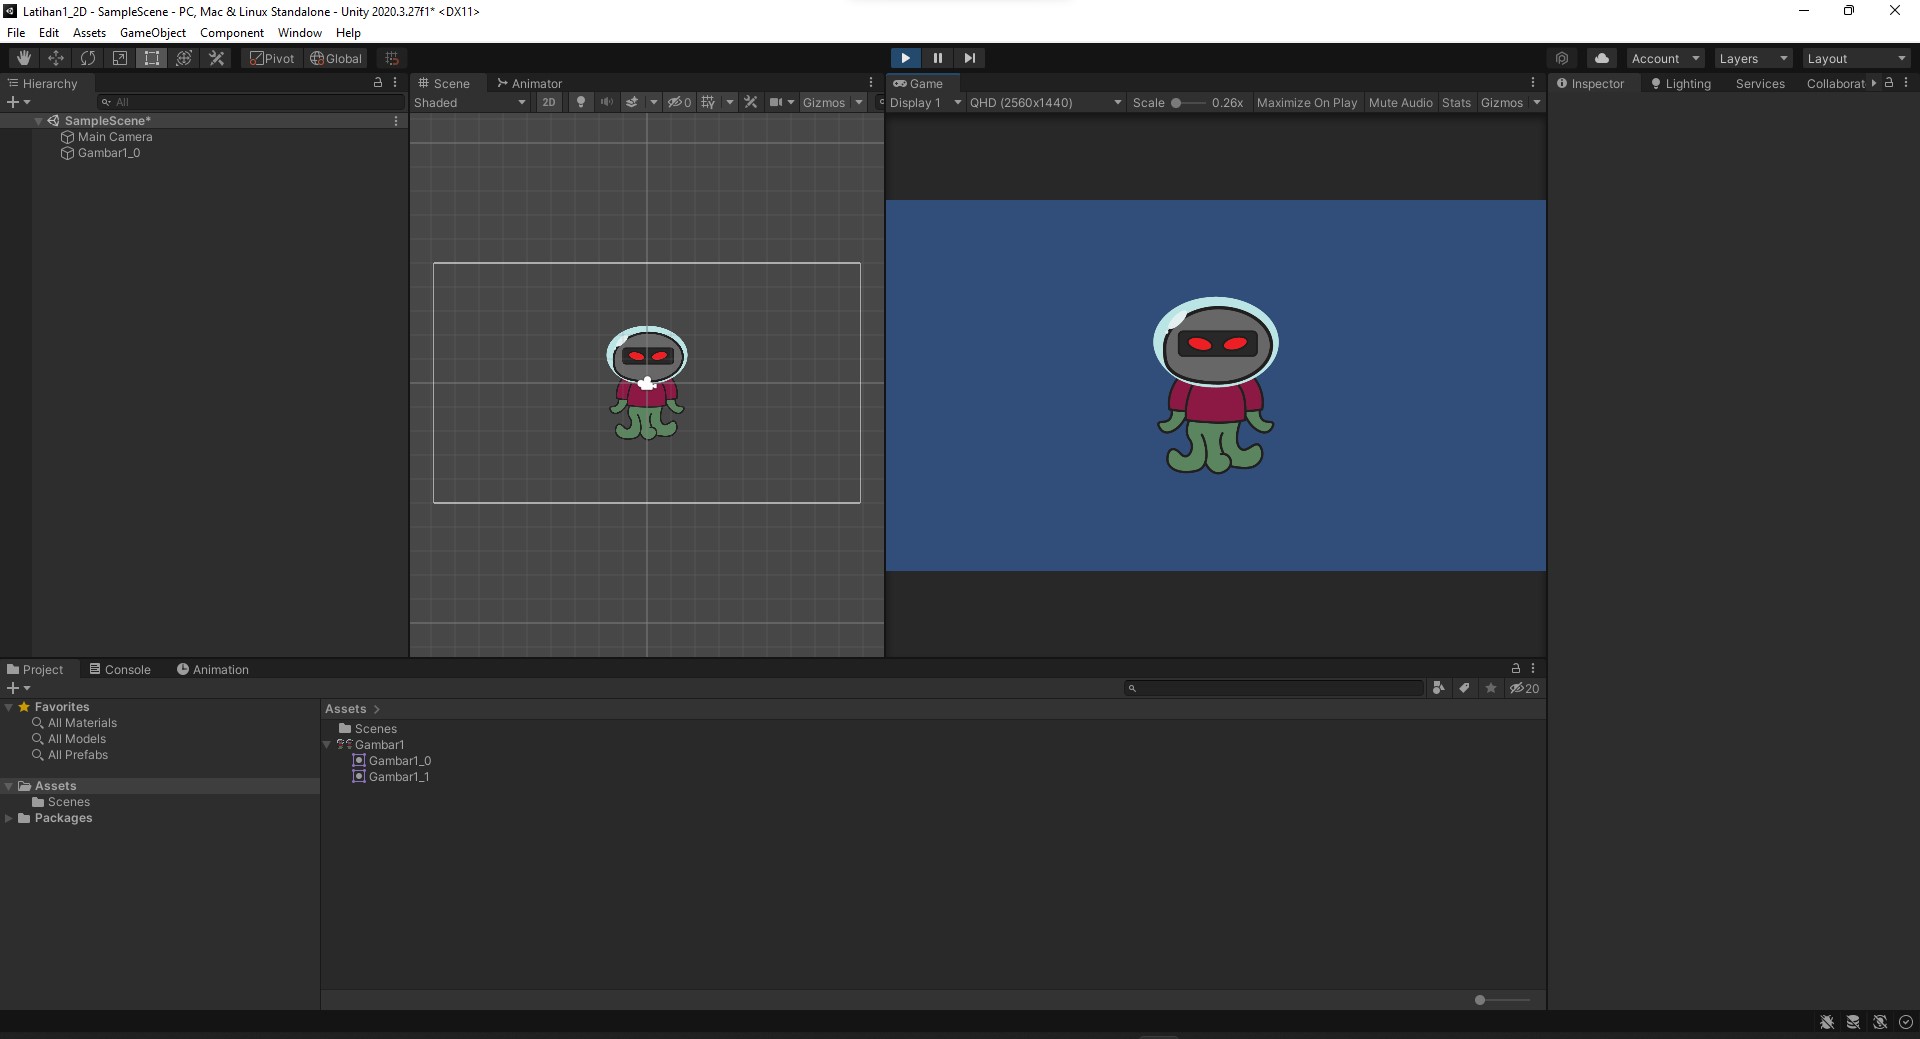 Latihan1_2D - SampleScene - PC, Mac & Linux Standalone - Unity 2020.3.27f1* <DX11>
File Edit Assets GameObject Component Window Help
Pivot Global Account Layers Layout
Hierarchy Scene Animator Game Inspector Lighting Services Collaborat
All Shaded 2D 0 Gizmos Display 1 QHD (2560x1440) Scale 0.26x Maximize On Play Mute Audio Stats Gizmos
SampleScene*
Main Camera
Gambar1_0
Project Console Animation
20
Favorites
All Materials
All Models
All Prefabs
Assets
Scenes
Packages
Assets >
Scenes
Gambar1
Gambar1_0
Gambar1_1